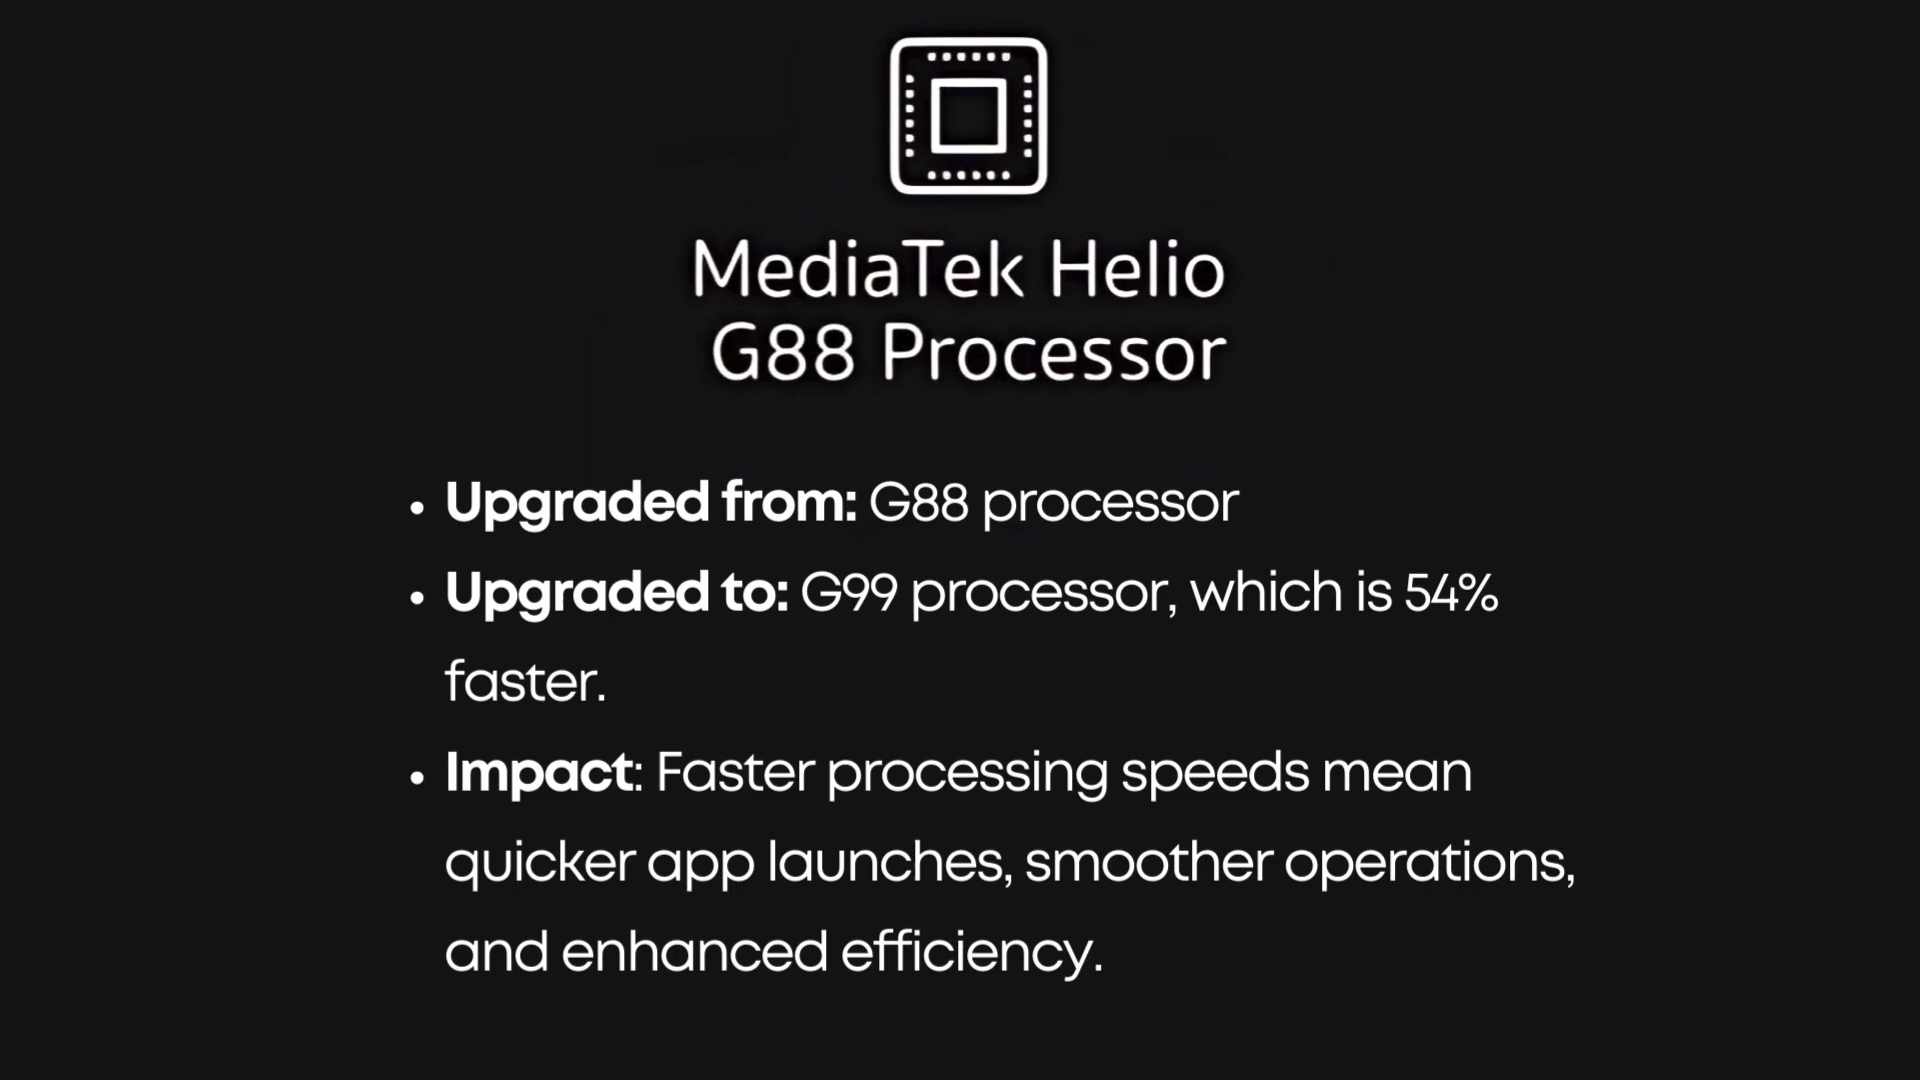 MediaTek Helio
G88 Processor
• Upgraded from: G88 processor
• Upgraded to: G99 processor, which is 54%
faster.
• Impact: Faster processing speeds mean
quicker app launches, smoother operations,
and enhanced efficiency.